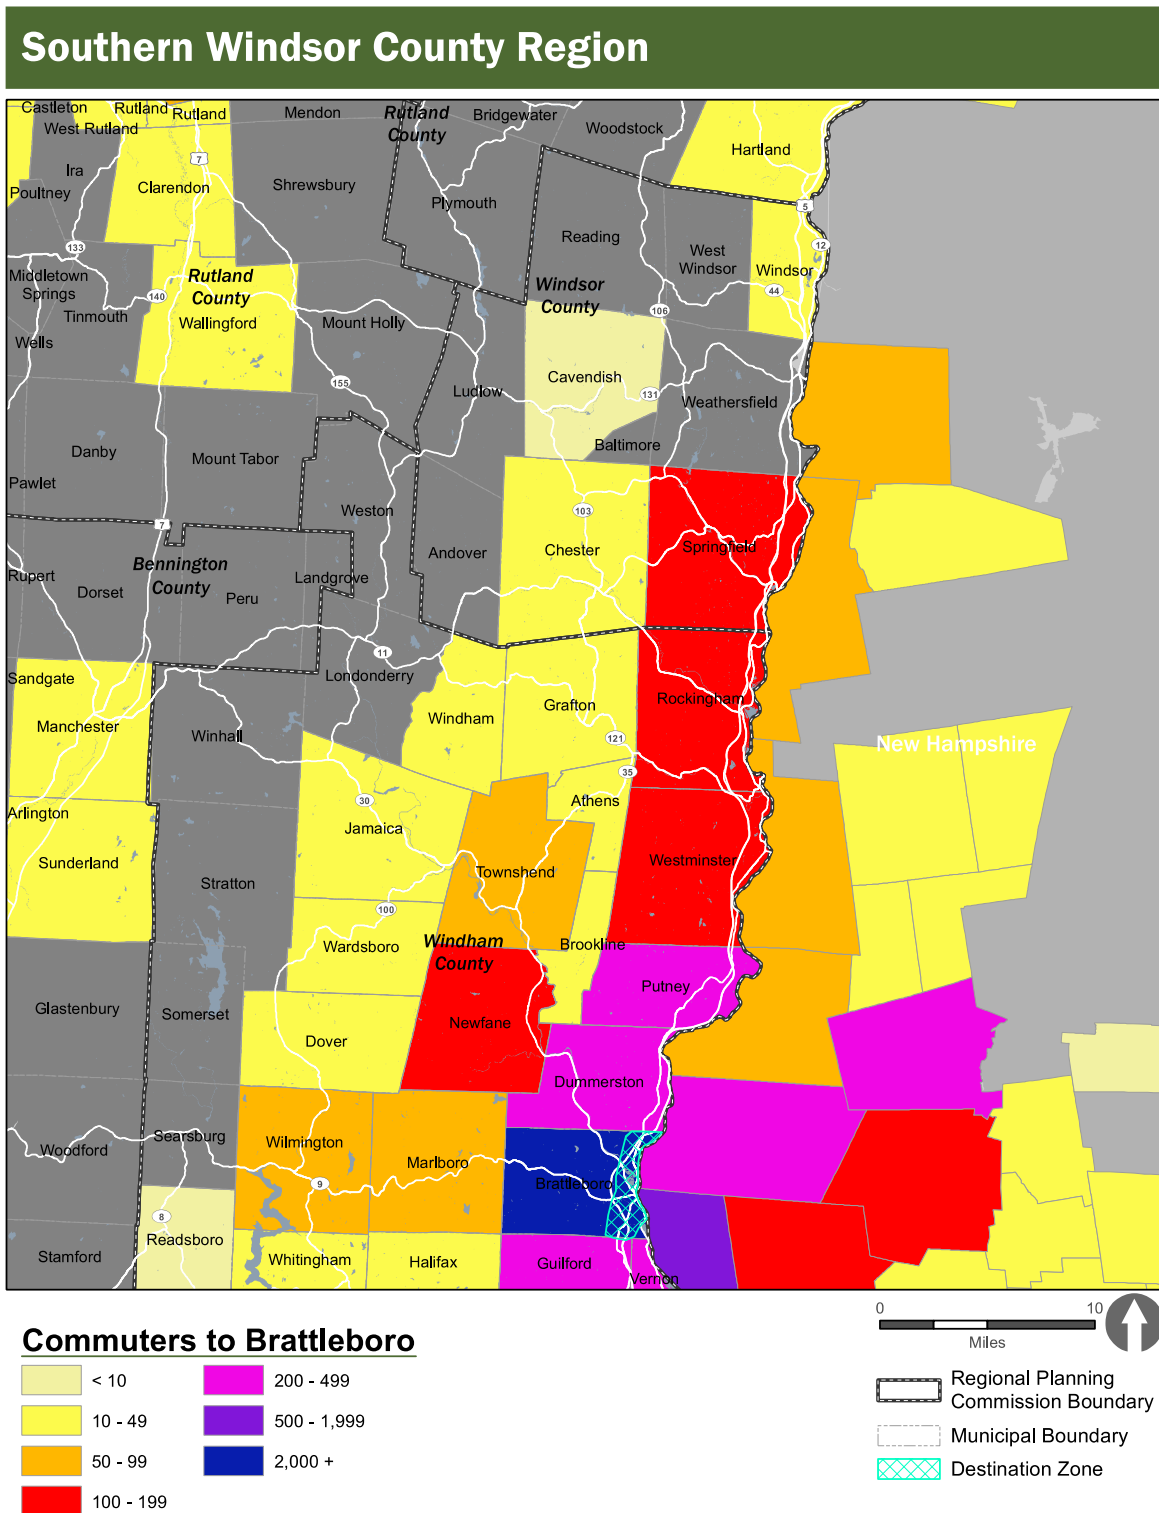 Southern Windsor County Region
Castleton
Rutland
Rutland
Mendon
Rutland
County
Bridgewater
Woodstock
West Rutland
Hartland
7
Ira
Poultney
Clarendon
Shrewsbury
Plymouth
5
Reading
West
Windsor
12
133
Middletown
Springs
Rutland
County
Windsor
County
Windsor
44
140
106
Tinmouth
Wallingford
Mount Holly
Wells
155
Ludlow
Cavendish
131
Weathersfield
Baltimore
Danby
Mount Tabor
Pawlet
Weston
103
7
Andover
Chester
Springfield
Bennington
County
Rupert
Dorset
Peru
Landgrove
11
Londonderry
Sandgate
Manchester
Winhall
Windham
Grafton
Rockingham
121
New Hampshire
35
Athens
30
Arlington
Jamaica
Sunderland
Stratton
Townshend
Westminster
100
Wardsboro
Windham
County
Brookline
Putney
Glastenbury
Somerset
Newfane
Dover
Dummerston
Woodford
Searsburg
Wilmington
Marlboro
Brattleboro
9
8
Readsboro
Stamford
Whitingham
Halifax
Guilford
Vernon
0 10
Miles
Commuters to Brattleboro
< 10
10 - 49
50 - 99
100 - 199
200 - 499
500 - 1,999
2,000 +
Regional Planning
Commission Boundary
Municipal Boundary
Destination Zone